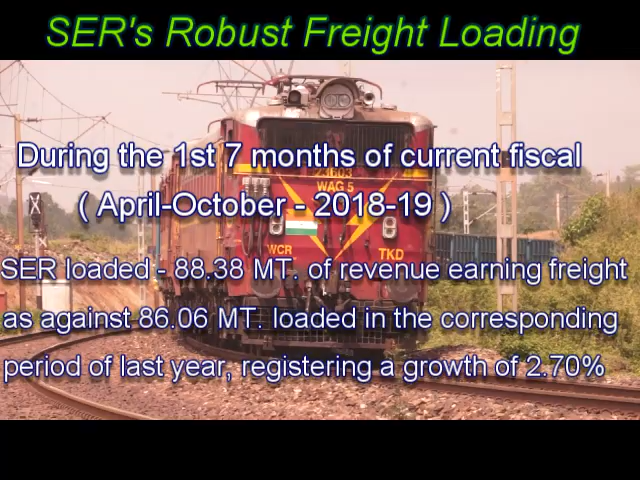 SER's Robust Freight Loading
During the 1st 7 months of current fiscal
( April-October - 2018-19 )
SER loaded - 88.38 MT. of revenue earning freight
as against 86.06 MT. loaded in the corresponding
period of last year, registering a growth of 2.70%
23603
WAG 5
WCR
TKD